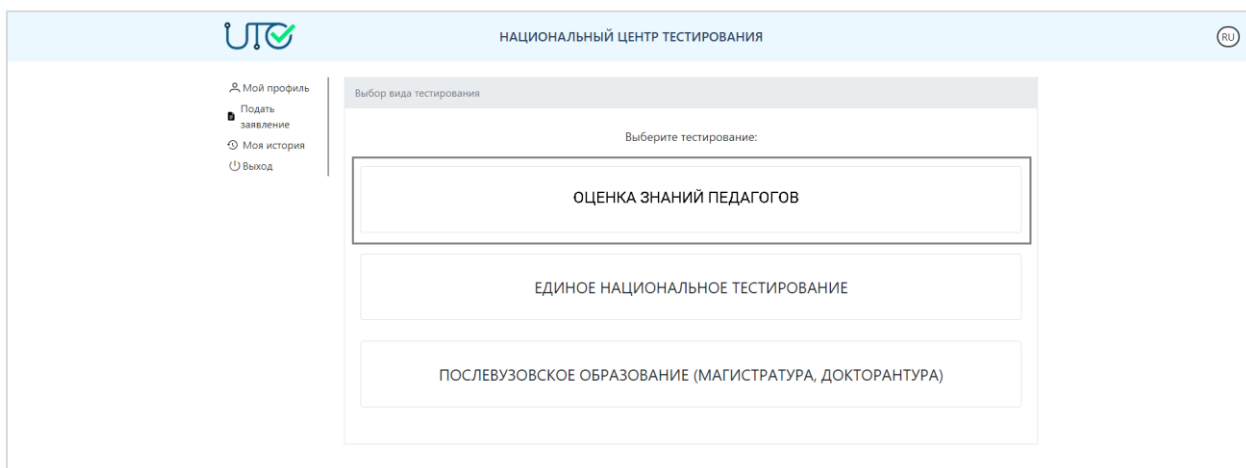 UTO
НАЦИОНАЛЬНЫЙ ЦЕНТР ТЕСТИРОВАНИЯ
RU
Мой профиль
Подать
заявление
Моя история
Выход
Выбор вида тестирования
Выберите тестирование:
ОЦЕНКА ЗНАНИЙ ПЕДАГОГОВ
ЕДИНОЕ НАЦИОНАЛЬНОЕ ТЕСТИРОВАНИЕ
ПОСЛЕВУЗОВСКОЕ ОБРАЗОВАНИЕ (МАГИСТРАТУРА, ДОКТОРАНТУРА)